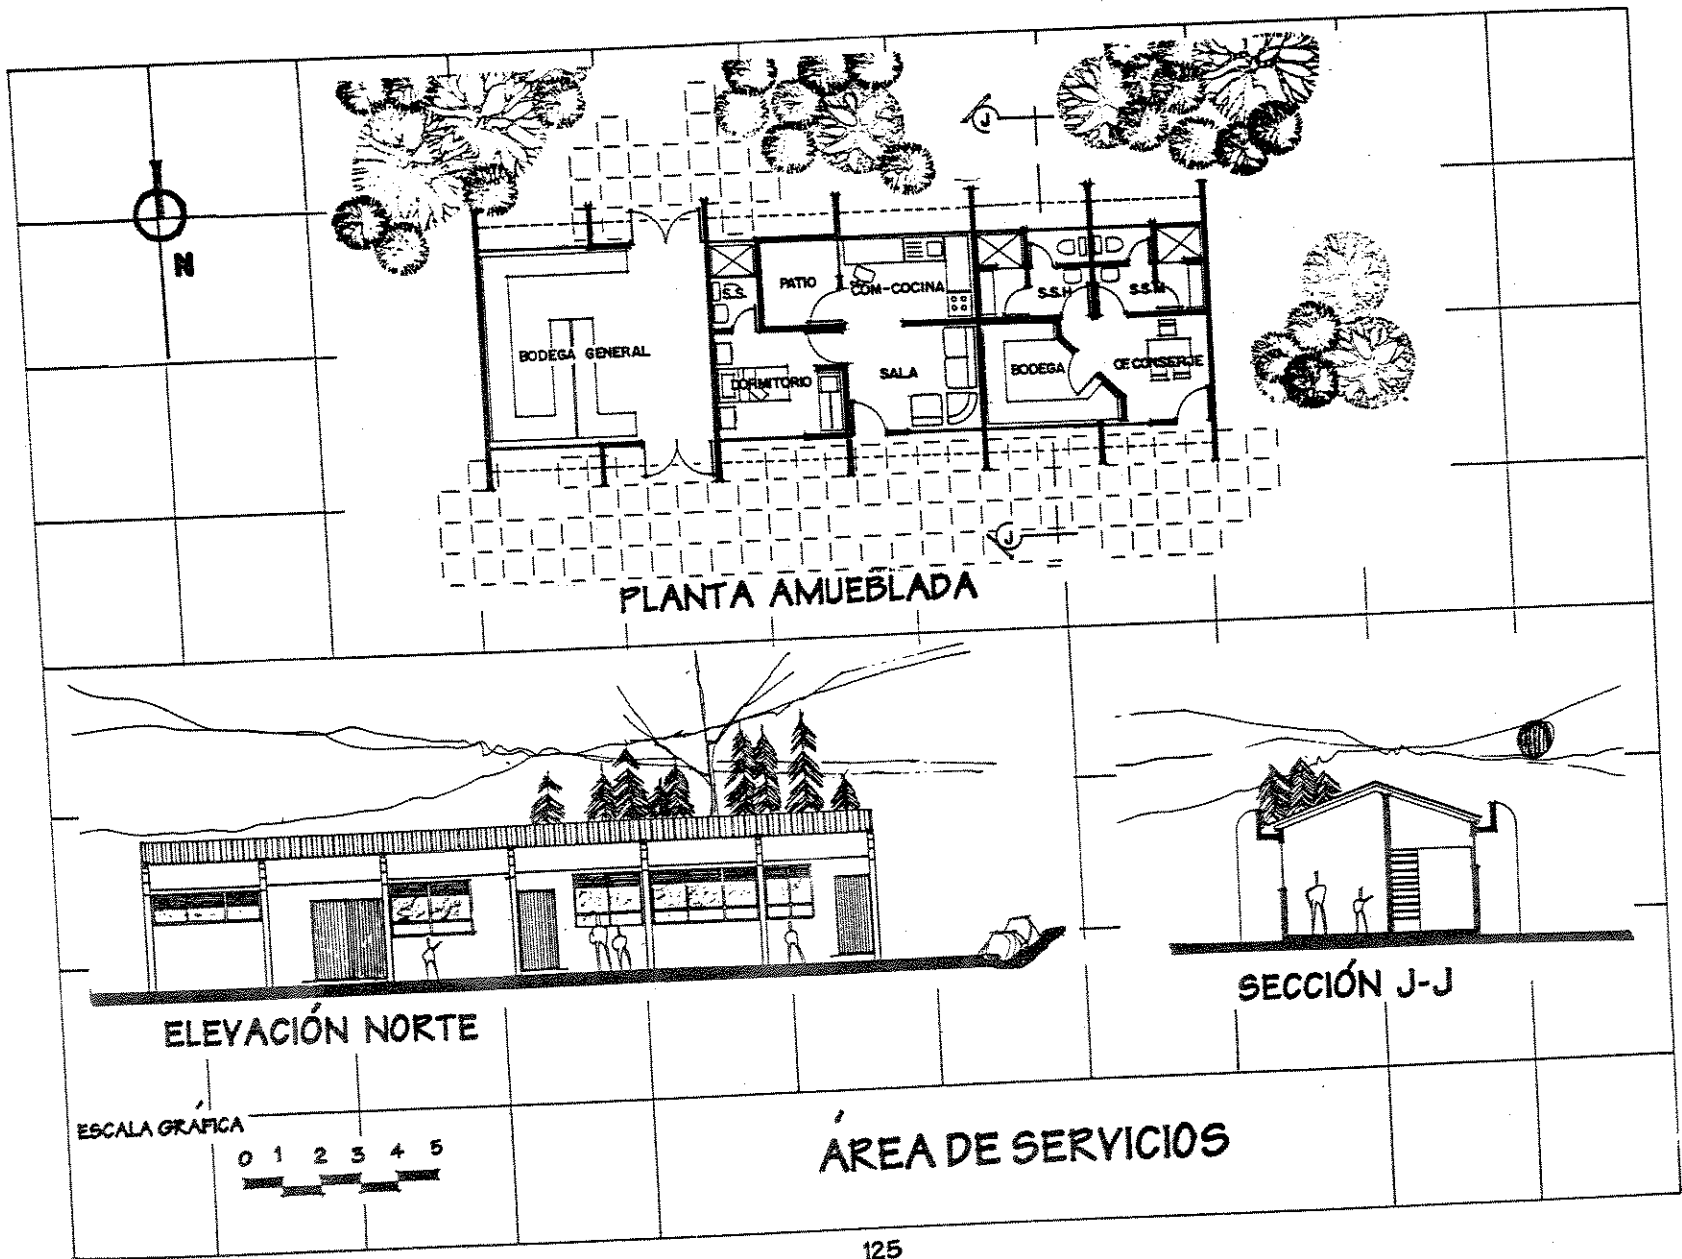 J
N
S.S.
PATIO
COM-COCINA
S.S.H
S.S.M
BODEGA GENERAL
DORMITORIO
SALA
BODEGA
OF. CONSERJE
J
PLANTA AMUEBLADA
ELEVACIÓN NORTE
SECCIÓN J-J
ESCALA GRÁFICA
0 1 2 3 4 5
ÁREA DE SERVICIOS
125